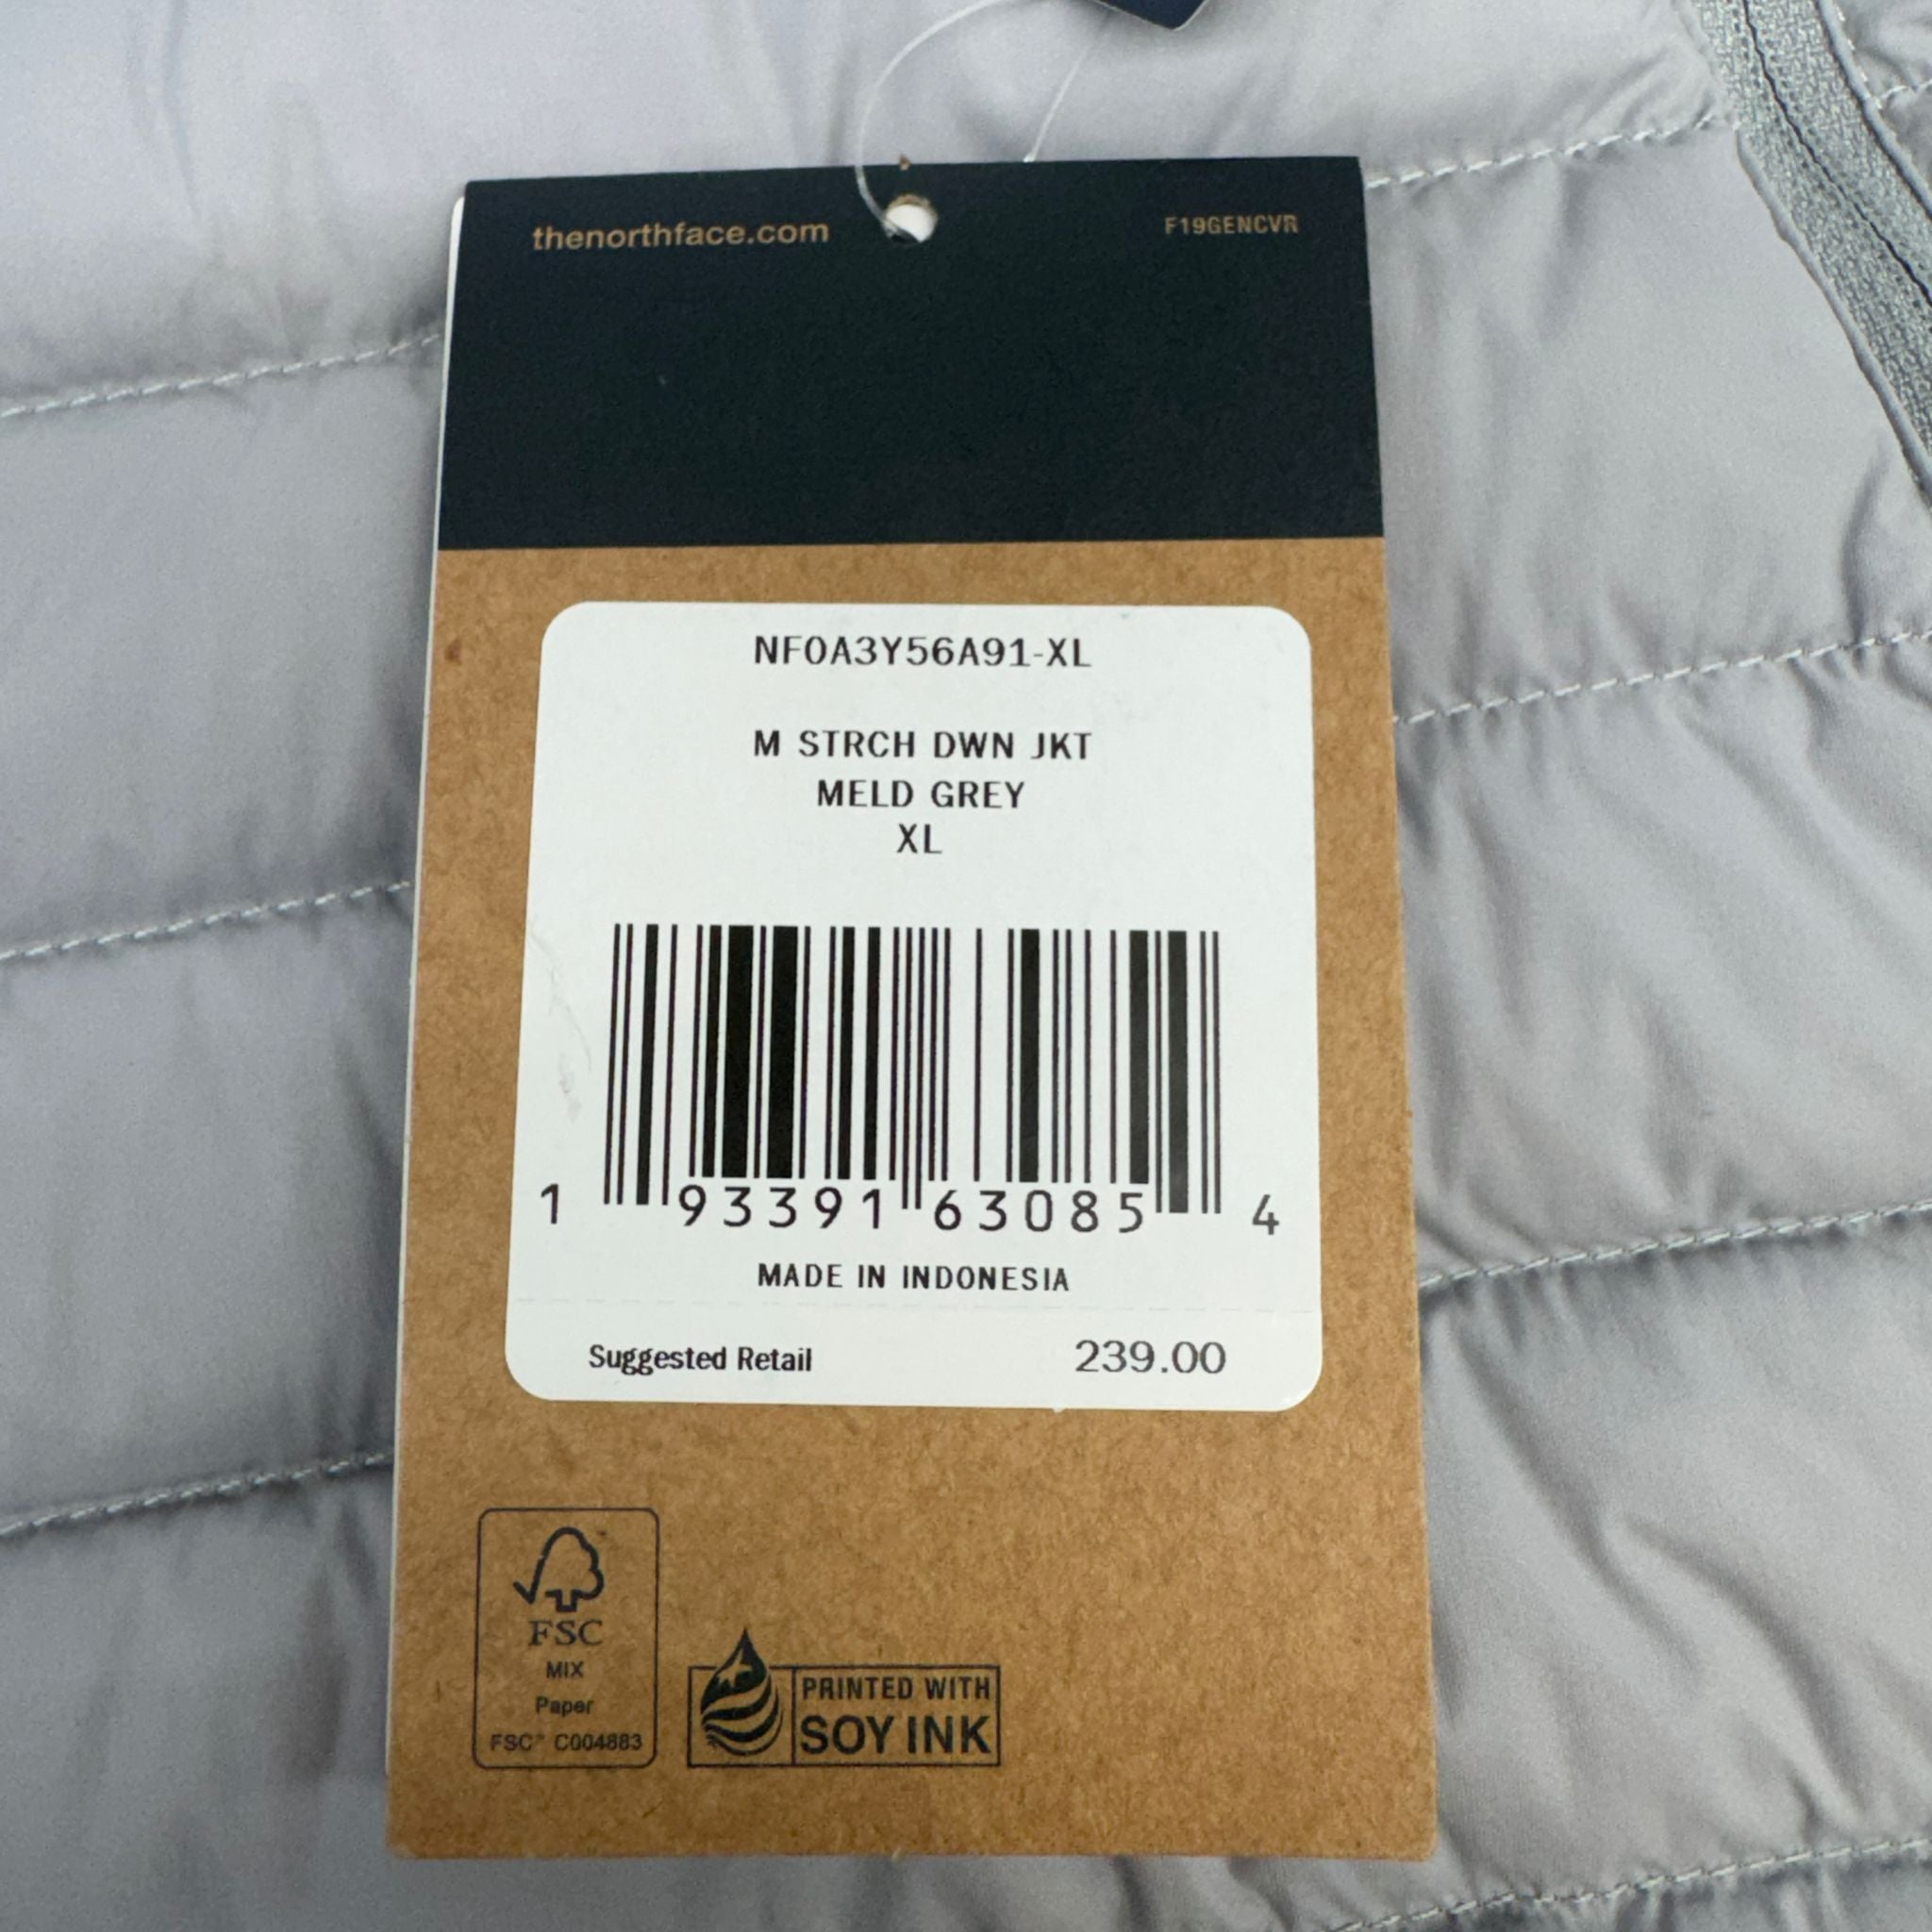 thenorthface.com F19GENCVR
NF0A3Y56A91-XL
M STRCH DWN JKT
MELD GREY
XL
1 93391 63085 4
MADE IN INDONESIA
Suggested Retail 239.00
FSC
MIX
Paper
FSC™ C004883
PRINTED WITH
SOY INK